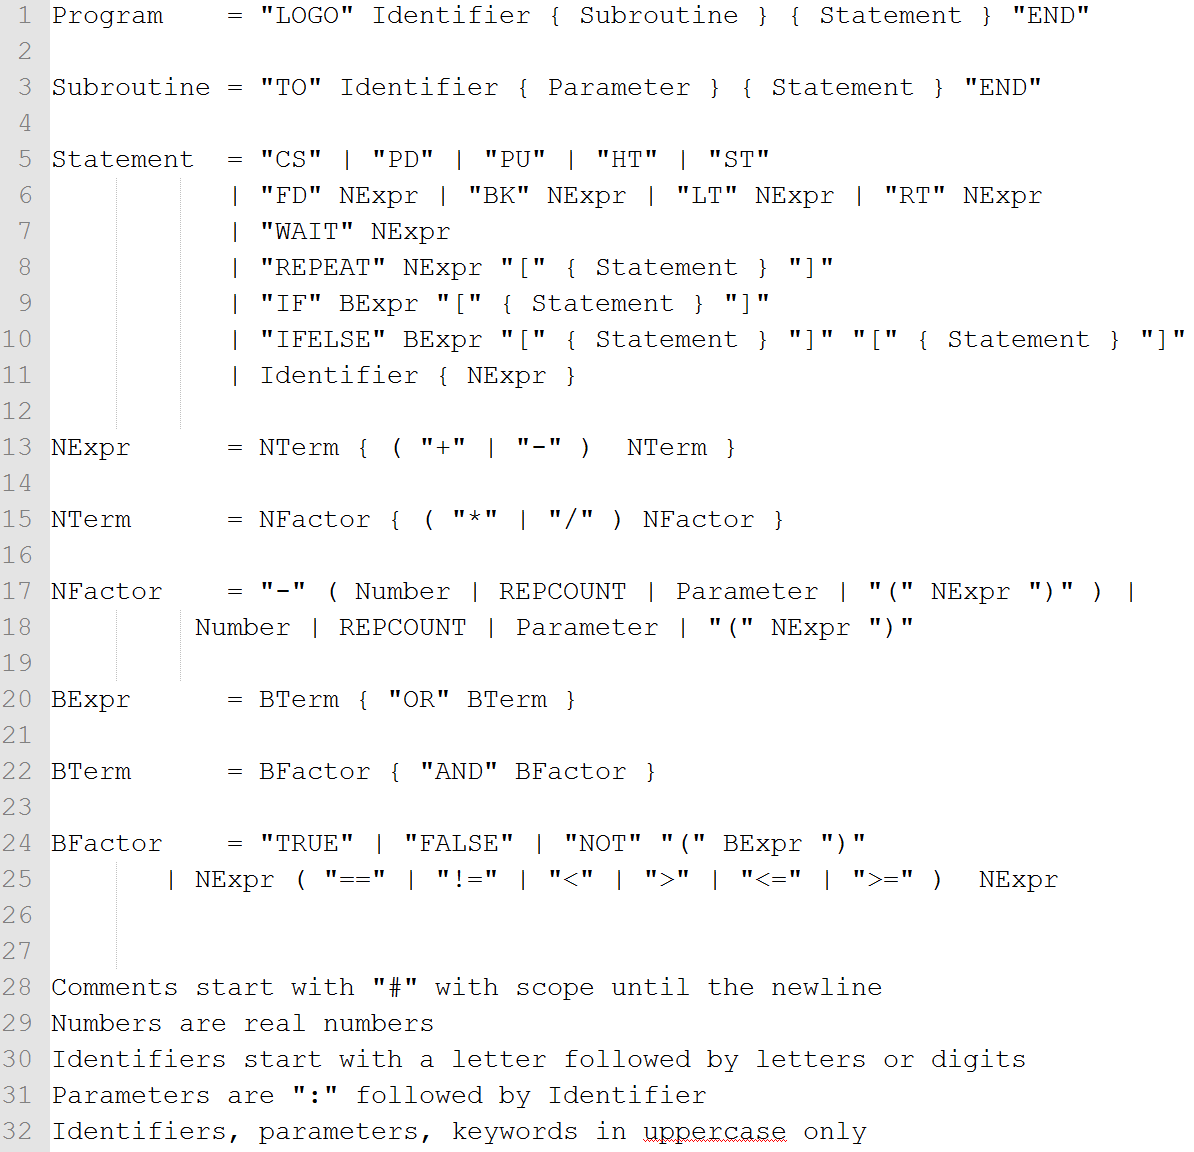 1 Program = "LOGO" Identifier { Subroutine } { Statement } "END"
2
3 Subroutine = "TO" Identifier { Parameter } { Statement } "END"
4
5 Statement = "CS" | "PD" | "PU" | "HT" | "ST"
6 | "FD" NExpr | "BK" NExpr | "LT" NExpr | "RT" NExpr
7 | "WAIT" NExpr
8 | "REPEAT" NExpr "[" { Statement } "]"
9 | "IF" BExpr "[" { Statement } "]"
10 | "IFELSE" BExpr "[" { Statement } "]" "[" { Statement } "]"
11 | Identifier { NExpr }
12
13 NExpr = NTerm { ( "+" | "-" ) NTerm }
14
15 NTerm = NFactor { ( "*" | "/" ) NFactor }
16
17 NFactor = "-" ( Number | REPCOUNT | Parameter | "(" NExpr ")" ) |
18 Number | REPCOUNT | Parameter | "(" NExpr ")"
19
20 BExpr = BTerm { "OR" BTerm }
21
22 BTerm = BFactor { "AND" BFactor }
23
24 BFactor = "TRUE" | "FALSE" | "NOT" "(" BExpr ")"
25 | NExpr ( "==" | "!=" | "<" | ">" | "<=" | ">=" ) NExpr
26
27
28 Comments start with "#" with scope until the newline
29 Numbers are real numbers
30 Identifiers start with a letter followed by letters or digits
31 Parameters are ":" followed by Identifier
32 Identifiers, parameters, keywords in uppercase only